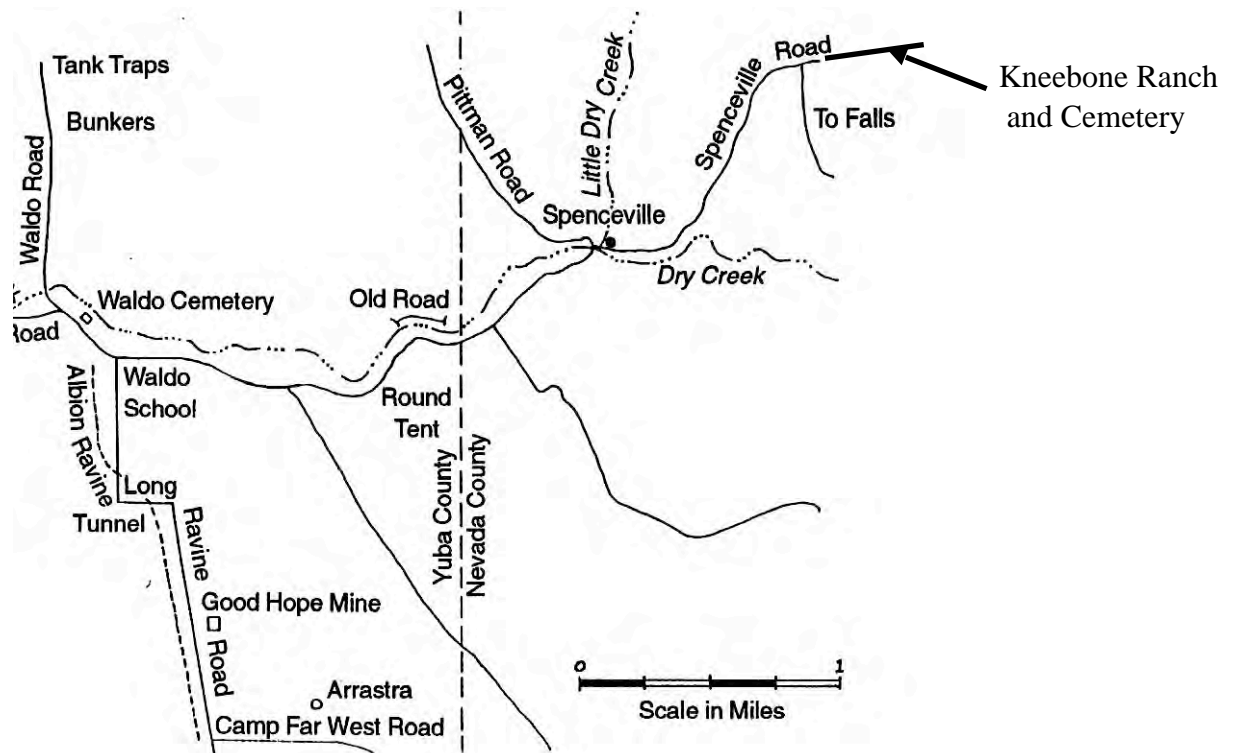 Tank Traps
Bunkers
Waldo Road
Pittman Road
Little Dry Creek
Spenceville Road
Kneebone Ranch
and Cemetery
To Falls
Spenceville
Dry Creek
Waldo Cemetery
Old Road
Road
Waldo
School
Albion Ravine
Round
Tent
Long
Tunnel
Ravine
Road
Yuba County
Nevada County
Good Hope Mine
Arrastra
Camp Far West Road
0 1
Scale in Miles